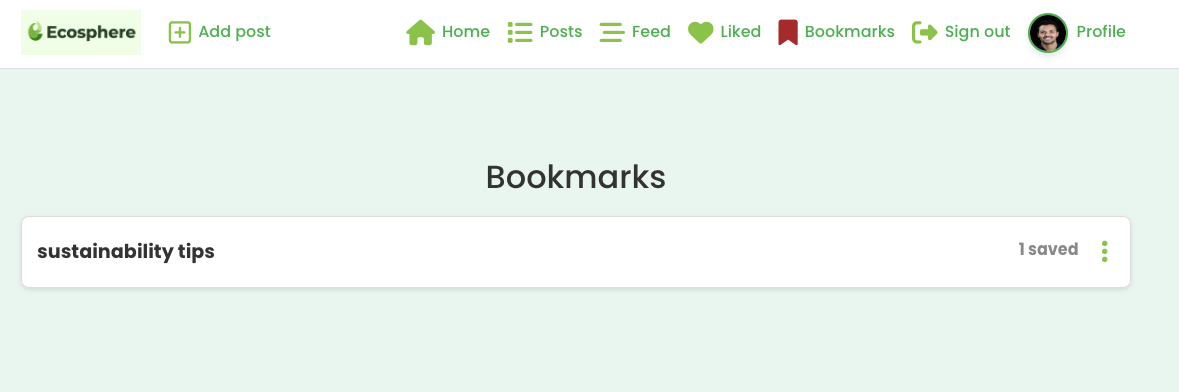 Ecosphere Add post Home Posts Feed Liked Bookmarks Sign out Profile
Bookmarks
sustainability tips 1 saved